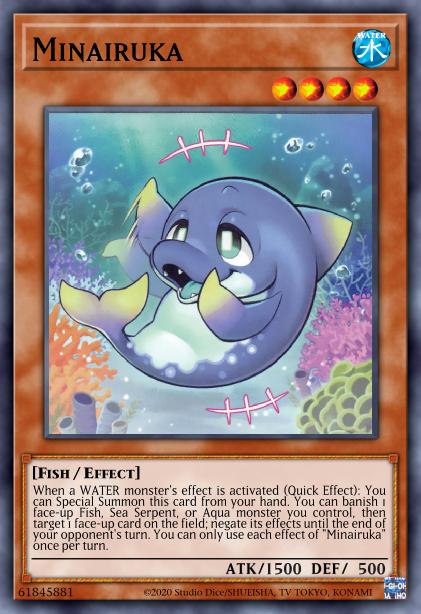 MINAIRUKA
WATER
水
[FISH / EFFECT]
When a WATER monster's effect is activated (Quick Effect): You
can Special Summon this card from your hand. You can banish 1
face-up Fish, Sea Serpent, or Aqua monster you control, then
target 1 face-up card on the field; negate its effects until the end of
your opponent's turn. You can only use each effect of "Minairuka"
once per turn.
ATK/1500 DEF/ 500
61845881
©2020 Studio Dice/SHUEISHA, TV TOKYO, KONAMI